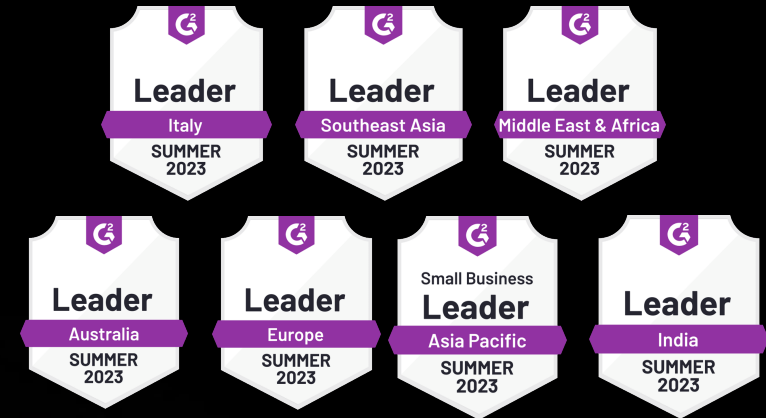 G2
Leader
Italy
SUMMER
2023
G2
Leader
Southeast Asia
SUMMER
2023
G2
Leader
Middle East & Africa
SUMMER
2023
G2
Leader
Australia
SUMMER
2023
G2
Leader
Europe
SUMMER
2023
G2
Small Business
Leader
Asia Pacific
SUMMER
2023
G2
Leader
India
SUMMER
2023